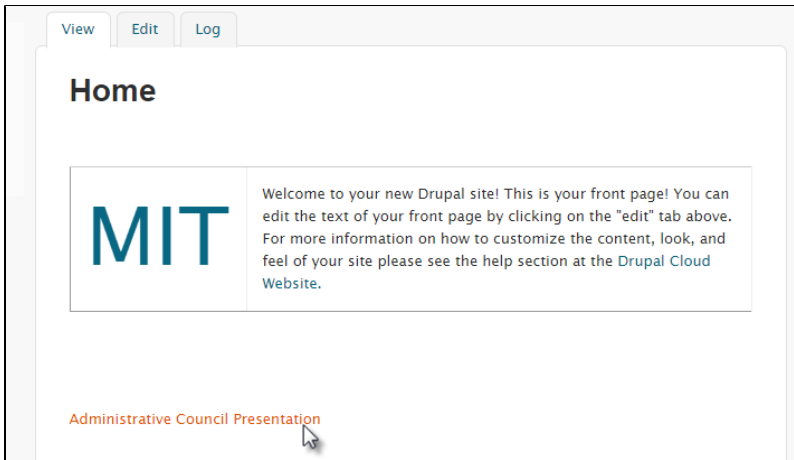 View Edit Log
Home
MIT
Welcome to your new Drupal site! This is your front page! You can
edit the text of your front page by clicking on the "edit" tab above.
For more information on how to customize the content, look, and
feel of your site please see the help section at the Drupal Cloud
Website.
Administrative Council Presentation